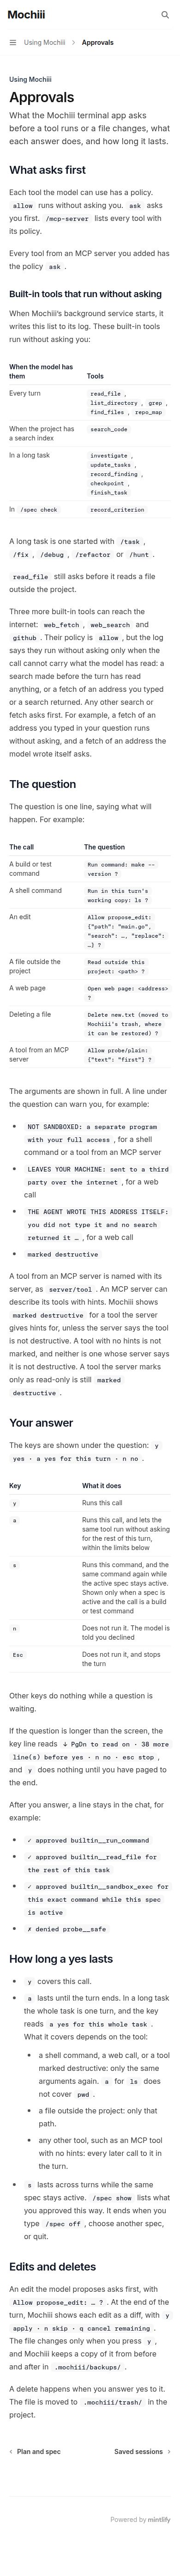 Mochiii
Using Mochiii > Approvals
Using Mochiii
Approvals
What the Mochiii terminal app asks
before a tool runs or a file changes, what
each answer does, and how long it lasts.
What asks first
Each tool the model can use has a policy.
allow runs without asking you. ask asks
you first. /mcp-server lists every tool with
its policy.
Every tool from an MCP server you added has
the policy ask .
Built-in tools that run without asking
When Mochiii's background service starts, it
writes this list to its log. These built-in tools
run without asking you:
When the model has
them
Tools
Every turn
read_file ,
list_directory , grep ,
find_files , repo_map
When the project has
a search index
search_code
In a long task
investigate ,
update_tasks ,
record_finding ,
checkpoint ,
finish_task
In /spec check
record_criterion
A long task is one started with /task ,
/fix , /debug , /refactor or /hunt .
read_file still asks before it reads a file
outside the project.
Three more built-in tools can reach the
internet: web_fetch , web_search and
github . Their policy is allow , but the log
says they run without asking only when the
call cannot carry what the model has read: a
search made before the turn has read
anything, or a fetch of an address you typed
or a search returned. Any other search or
fetch asks first. For example, a fetch of an
address you typed in your question runs
without asking, and a fetch of an address the
model wrote itself asks.
The question
The question is one line, saying what will
happen. For example:
The call
The question
A build or test
command
Run command: make --
version ?
A shell command
Run in this turn's
working copy: ls ?
An edit
Allow propose_edit:
{"path": "main.go",
"search": …, "replace":
…} ?
A file outside the
project
Read outside this
project: <path> ?
A web page
Open web page: <address>
?
Deleting a file
Delete new.txt (moved to
Mochiii's trash, where
it can be restored) ?
A tool from an MCP
server
Allow probe/plain:
{"text": "first"} ?
The arguments are shown in full. A line under
the question can warn you, for example:
• NOT SANDBOXED: a separate program
with your full access , for a shell
command or a tool from an MCP server
• LEAVES YOUR MACHINE: sent to a third
party over the internet , for a web
call
• THE AGENT WROTE THIS ADDRESS ITSELF:
you did not type it and no search
returned it … , for a web call
• marked destructive
A tool from an MCP server is named with its
server, as server/tool . An MCP server can
describe its tools with hints. Mochiii shows
marked destructive for a tool the server
gives hints for, unless the server says the tool
is not destructive. A tool with no hints is not
marked, and neither is one whose server says
it is not destructive. A tool the server marks
only as read-only is still marked
destructive .
Your answer
The keys are shown under the question: y
yes · a yes for this turn · n no .
Key
What it does
y
Runs this call
a
Runs this call, and lets the
same tool run without asking
for the rest of this turn,
within the limits below
s
Runs this command, and the
same command again while
the active spec stays active.
Shown only when a spec is
active and the call is a build
or test command
n
Does not run it. The model is
told you declined
Esc
Does not run it, and stops
the turn
Other keys do nothing while a question is
waiting.
If the question is longer than the screen, the
key line reads ↓ PgDn to read on · 38 more
line(s) before yes · n no · esc stop ,
and y does nothing until you have paged to
the end.
After you answer, a line stays in the chat, for
example:
• ✓ approved builtin__run_command
• ✓ approved builtin__read_file for
the rest of this task
• ✓ approved builtin__sandbox_exec for
this exact command while this spec
is active
• ✗ denied probe__safe
How long a yes lasts
• y covers this call.
• a lasts until the turn ends. In a long task
the whole task is one turn, and the key
reads a yes for this whole task .
What it covers depends on the tool:
• a shell command, a web call, or a tool
marked destructive: only the same
arguments again. a for ls does
not cover pwd .
• a file outside the project: only that
path.
• any other tool, such as an MCP tool
with no hints: every later call to it in
the turn.
• s lasts across turns while the same
spec stays active. /spec show lists what
you approved this way. It ends when you
type /spec off , choose another spec,
or quit.
Edits and deletes
An edit the model proposes asks first, with
Allow propose_edit: … ? . At the end of the
turn, Mochiii shows each edit as a diff, with y
apply · n skip · q cancel remaining .
The file changes only when you press y ,
and Mochiii keeps a copy of it from before
and after in .mochiii/backups/ .
A delete happens when you answer yes to it.
The file is moved to .mochiii/trash/ in the
project.
‹ Plan and spec
Saved sessions ›
Powered by mintlify